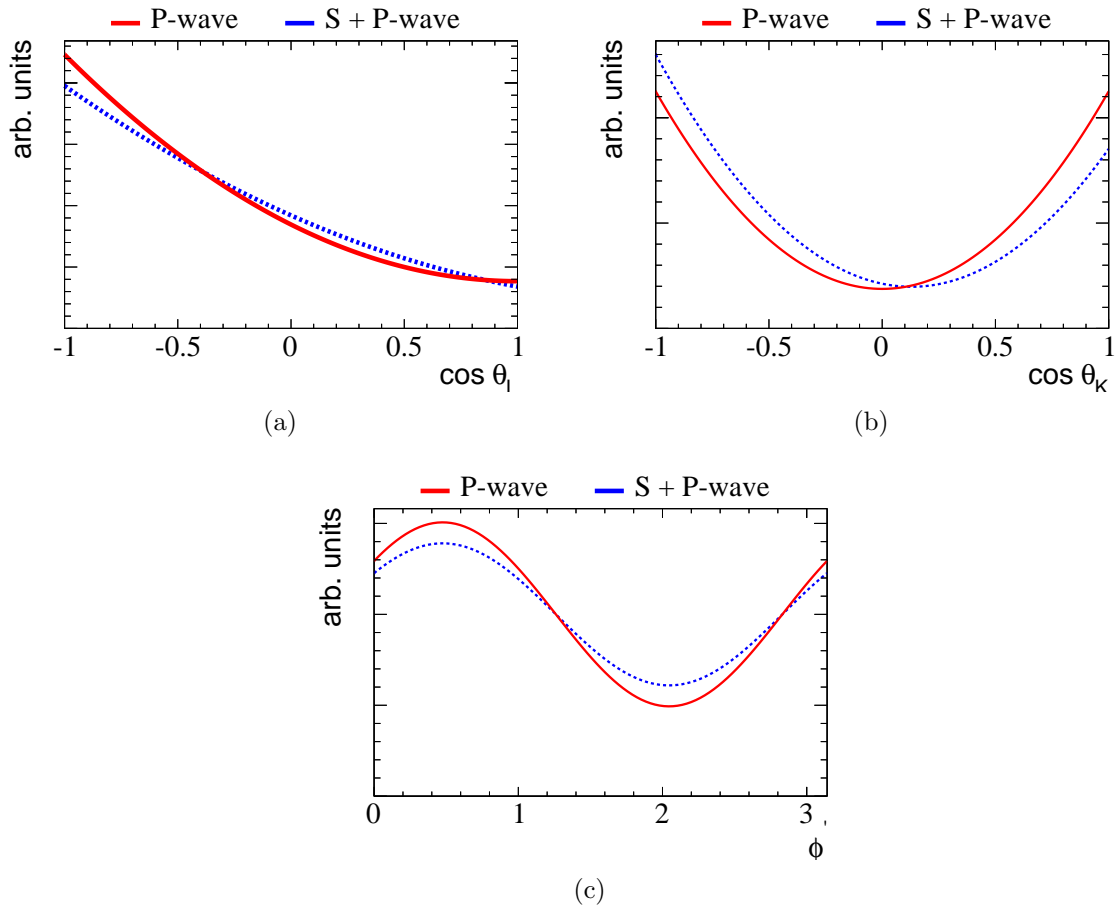 P-wave S + P-wave
arb. units
-1 -0.5 0 0.5 1
cos θl
(a)
P-wave S + P-wave
arb. units
-1 -0.5 0 0.5 1
cos θK
(b)
P-wave S + P-wave
arb. units
0 1 2 3
ϕ
(c)